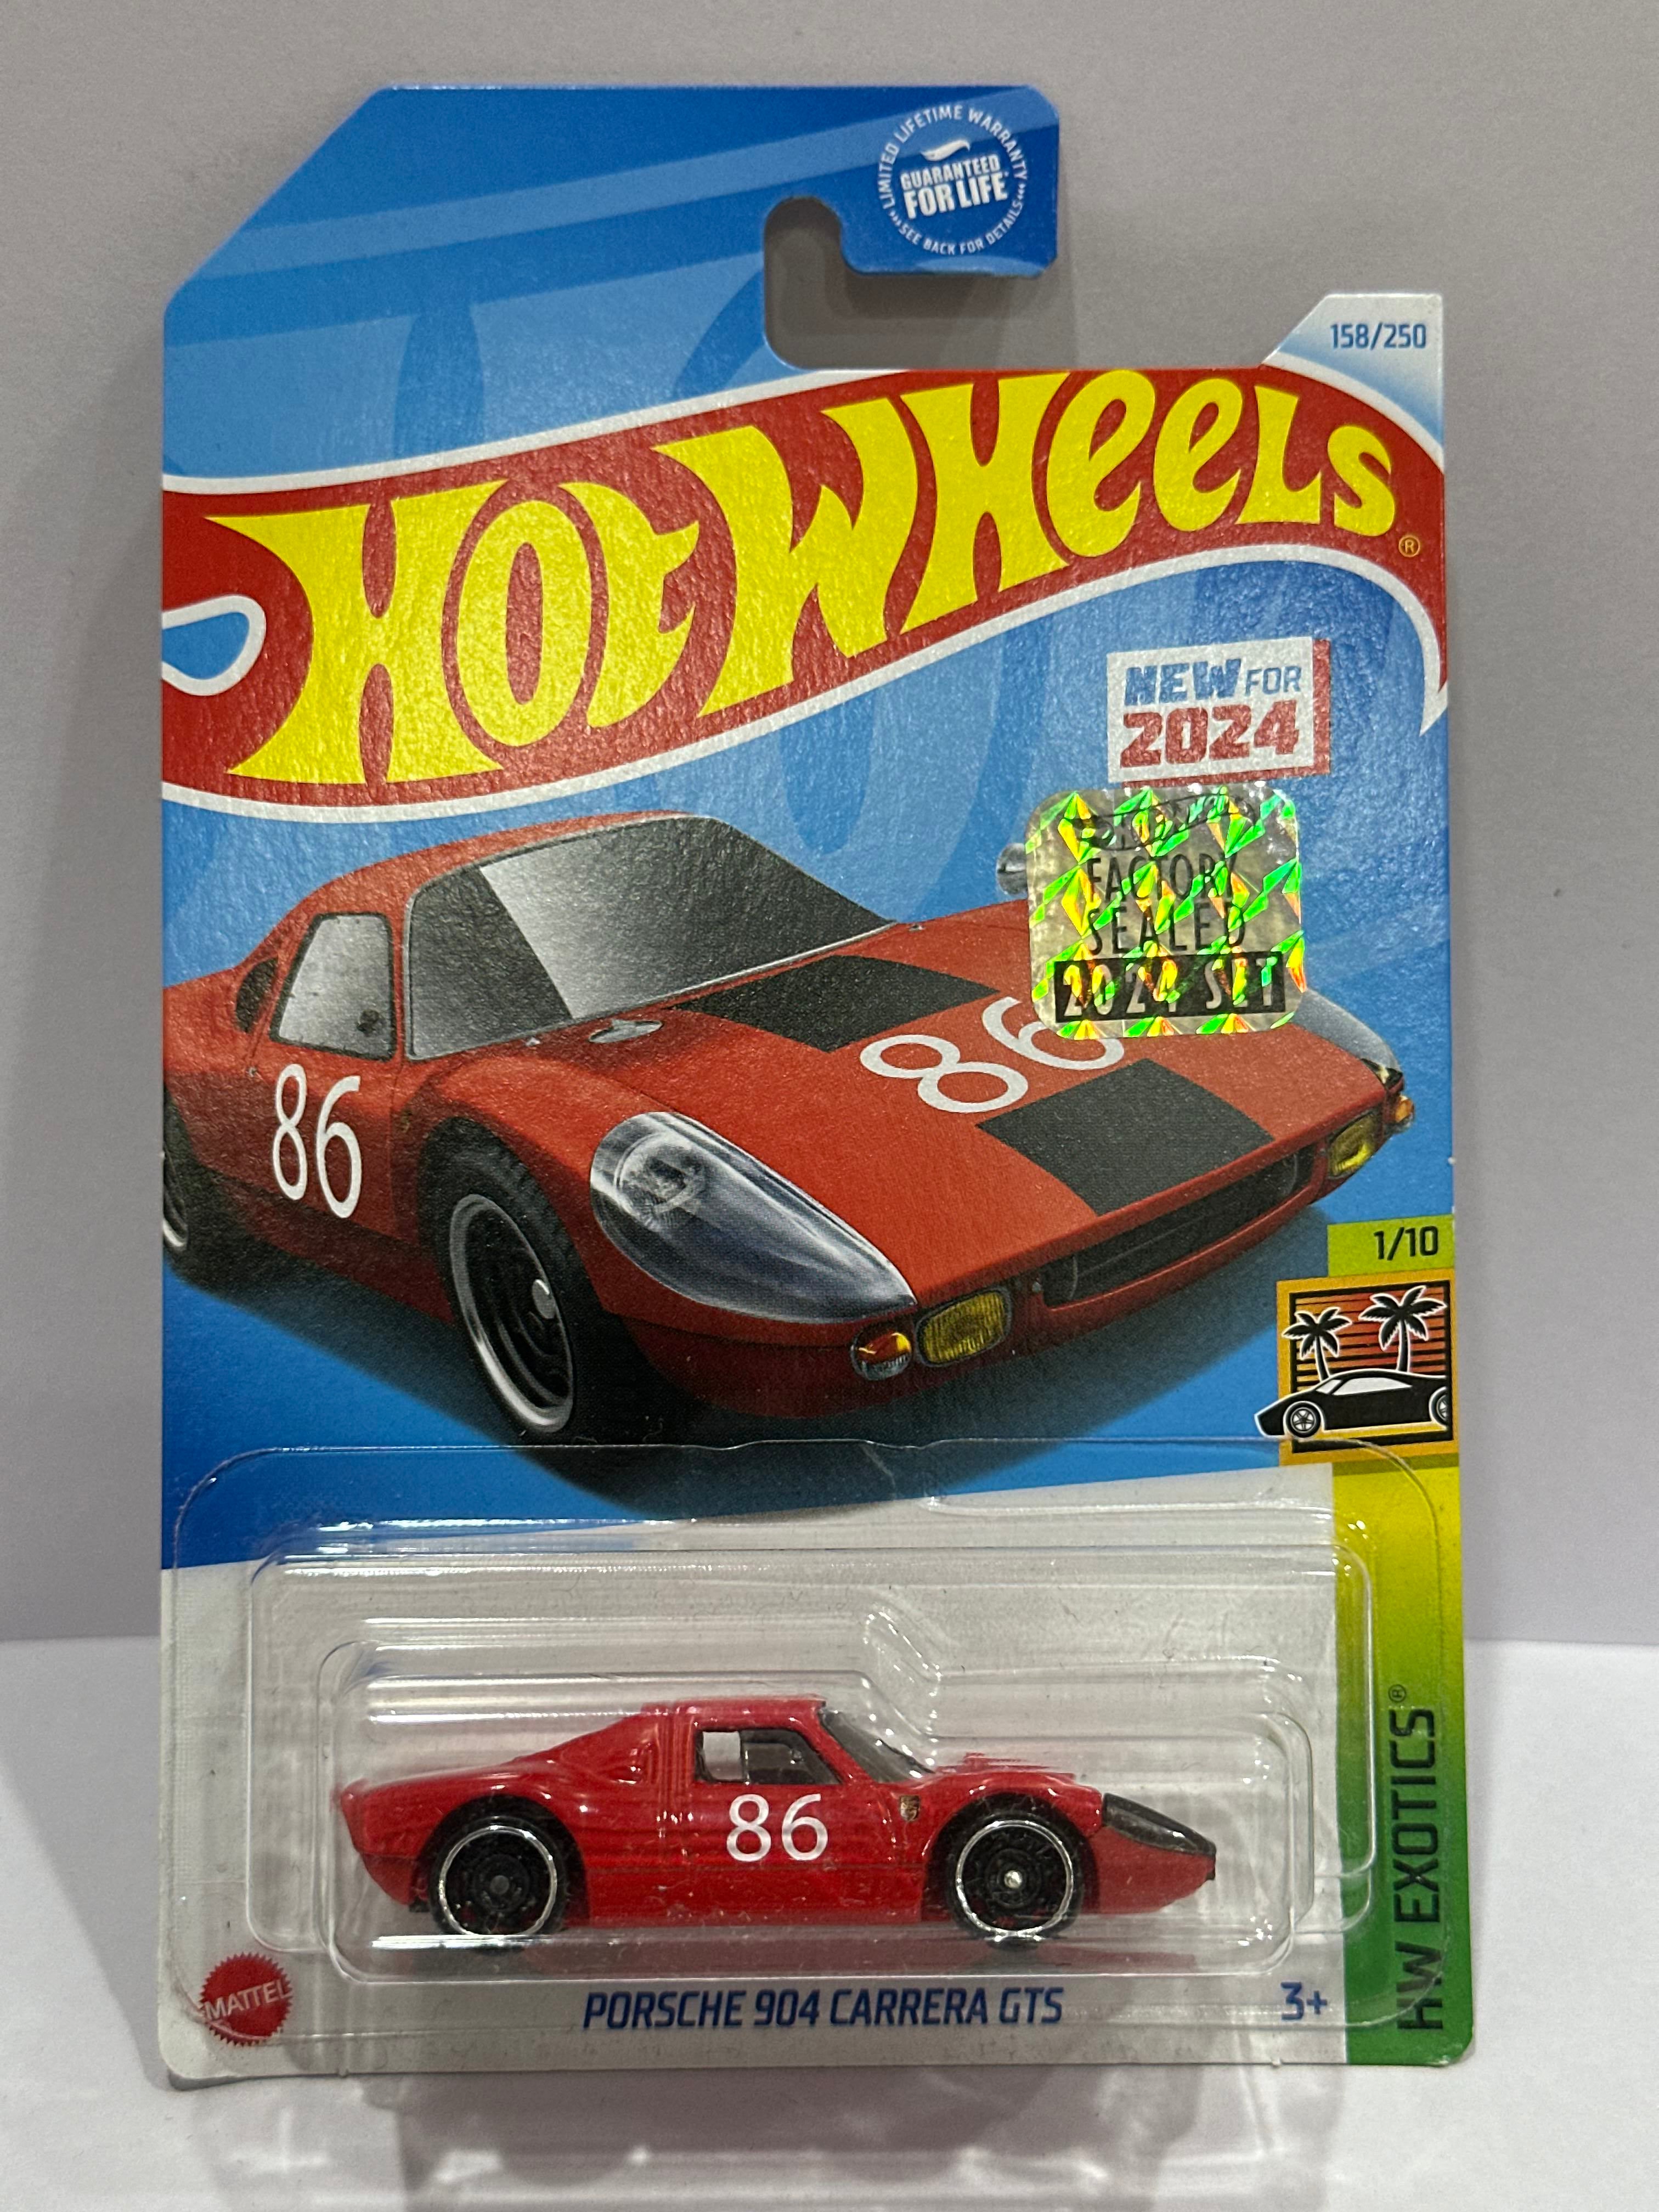 LIMITED LIFETIME WARRANTY
GUARANTEED
FOR LIFE
SEE BACK FOR DETAILS
158/250
HOT WHEELS®
NEW FOR
2024
FACTORY
SEALED
2024 SET
86
86
1/10
86
HW EXOTICS®
MATTEL
PORSCHE 904 CARRERA GTS
3+